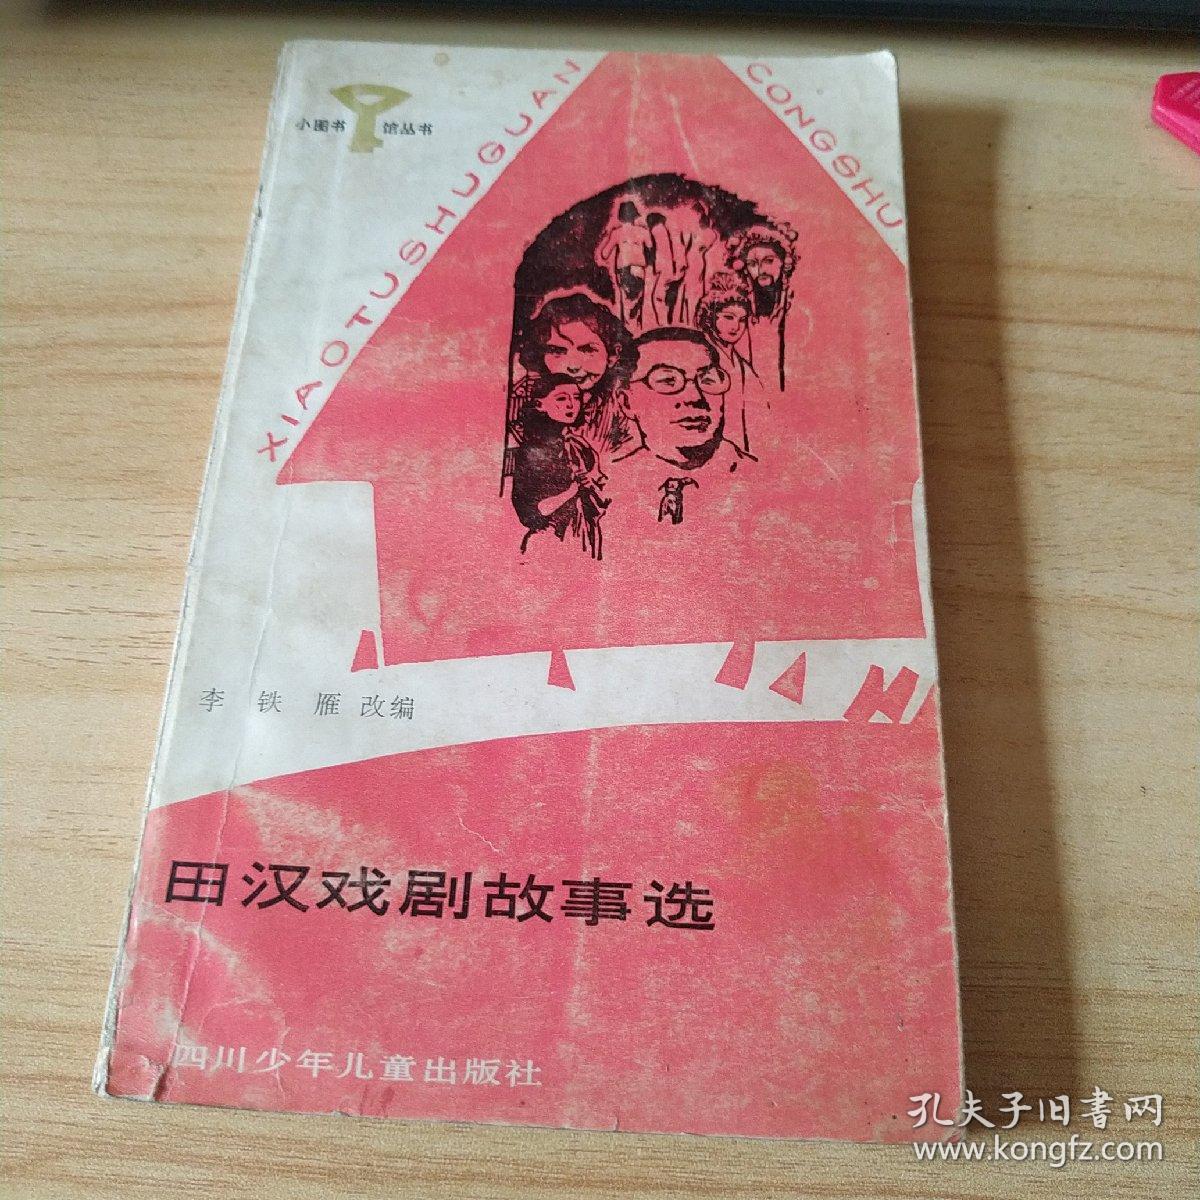 小图书馆丛书
XIAOTUSHUGUAN CONGSHU
李铁雁 改编
田汉戏剧故事选
四川少年儿童出版社
孔夫子旧书网
www.kongfz.com